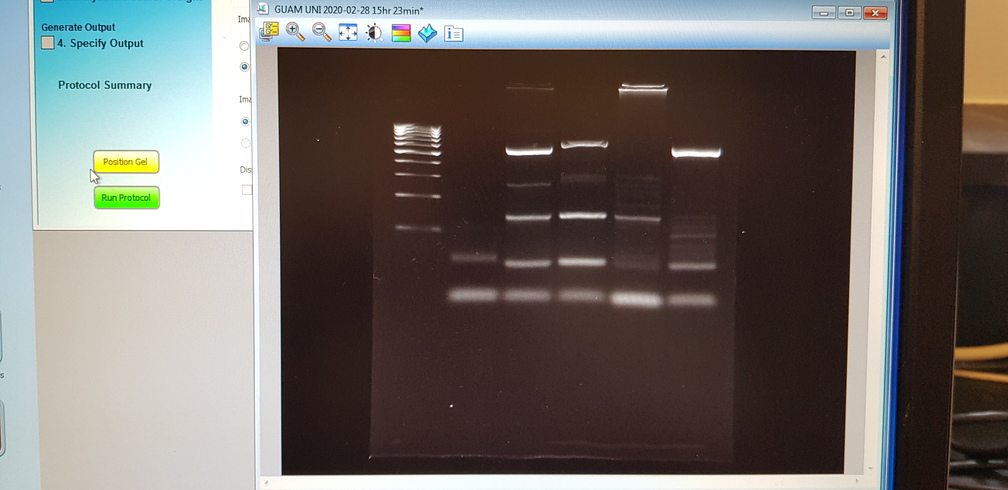 Generate Output
4. Specify Output
Protocol Summary
Position Gel
Run Protocol
GUAM UNI 2020-02-28 15hr 23min*
Ima
Ima
Dis